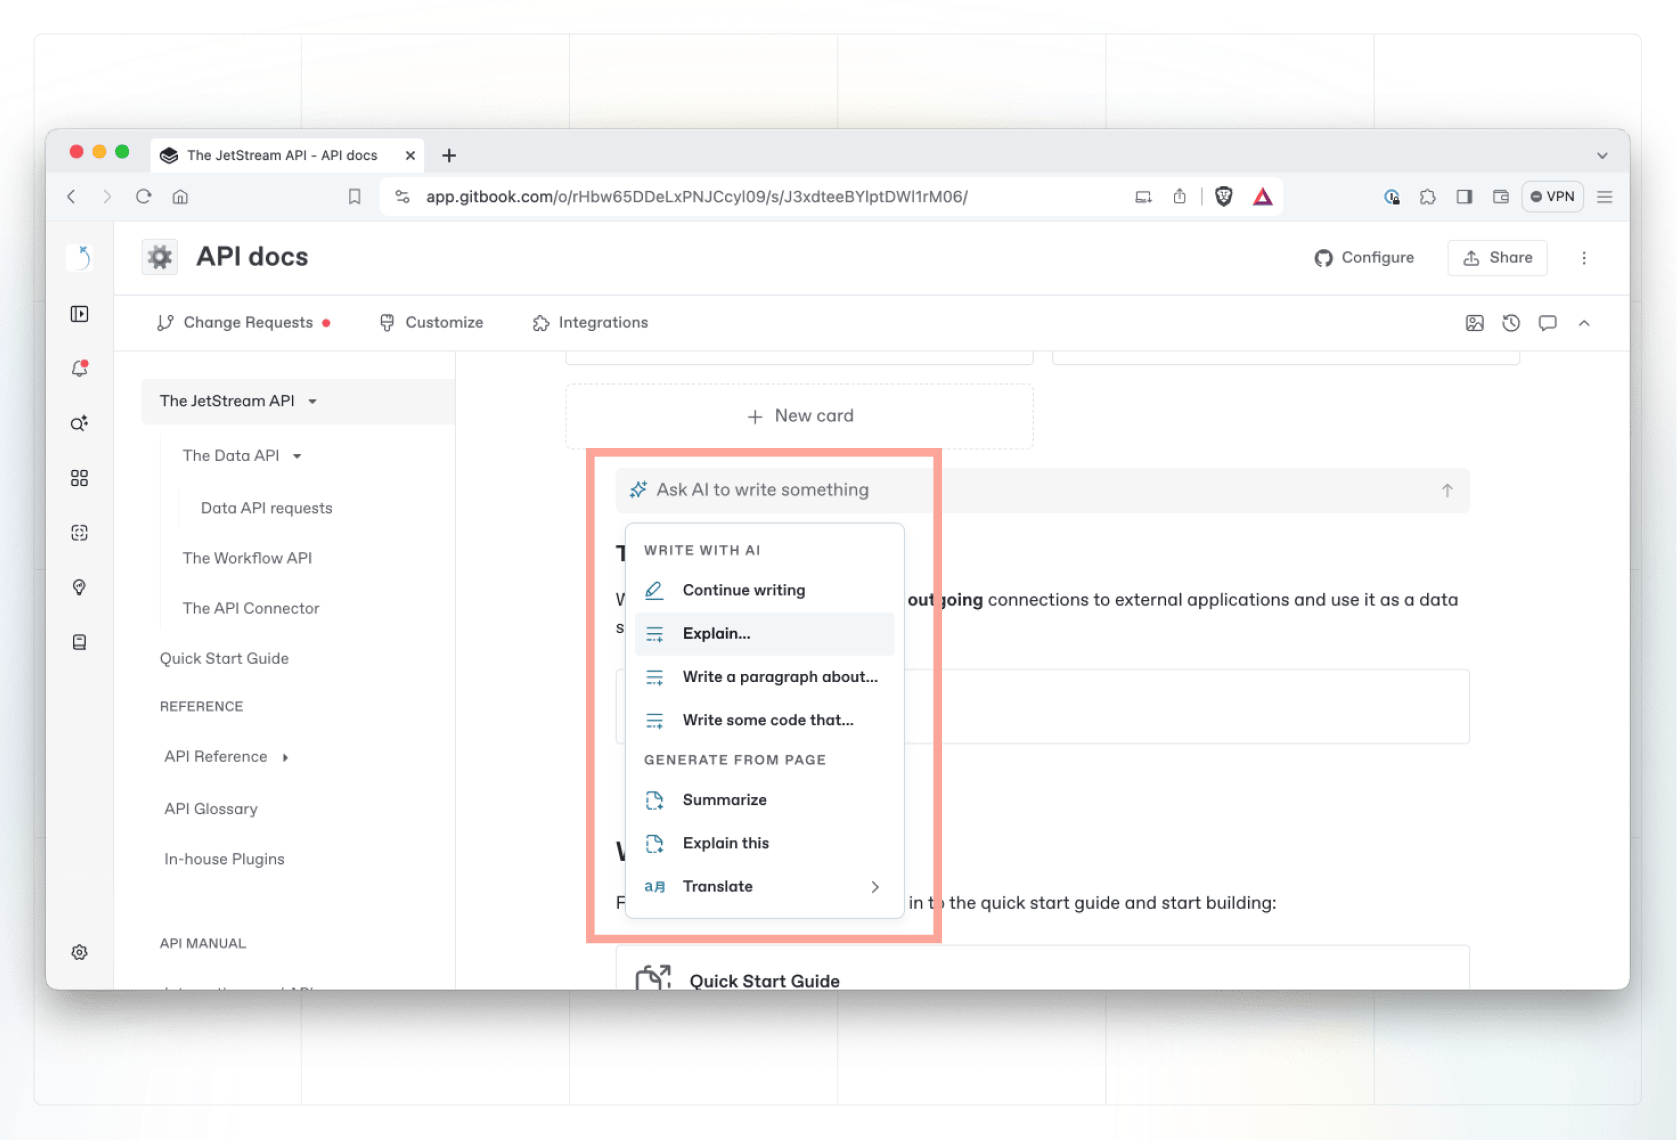 The JetStream API - API docs
app.gitbook.com/o/rHbw65DDeLxPNJCcyl09/s/J3xdteeBYlptDWl1rM06/
VPN
API docs
Configure
Share
Change Requests
Customize
Integrations
The JetStream API
The Data API
Data API requests
The Workflow API
The API Connector
Quick Start Guide
REFERENCE
API Reference
API Glossary
In-house Plugins
API MANUAL
New card
Ask AI to write something
WRITE WITH AI
Continue writing
Explain...
Write a paragraph about...
Write some code that...
GENERATE FROM PAGE
Summarize
Explain this
a月 Translate
outgoing connections to external applications and use it as a data
in to the quick start guide and start building:
Quick Start Guide